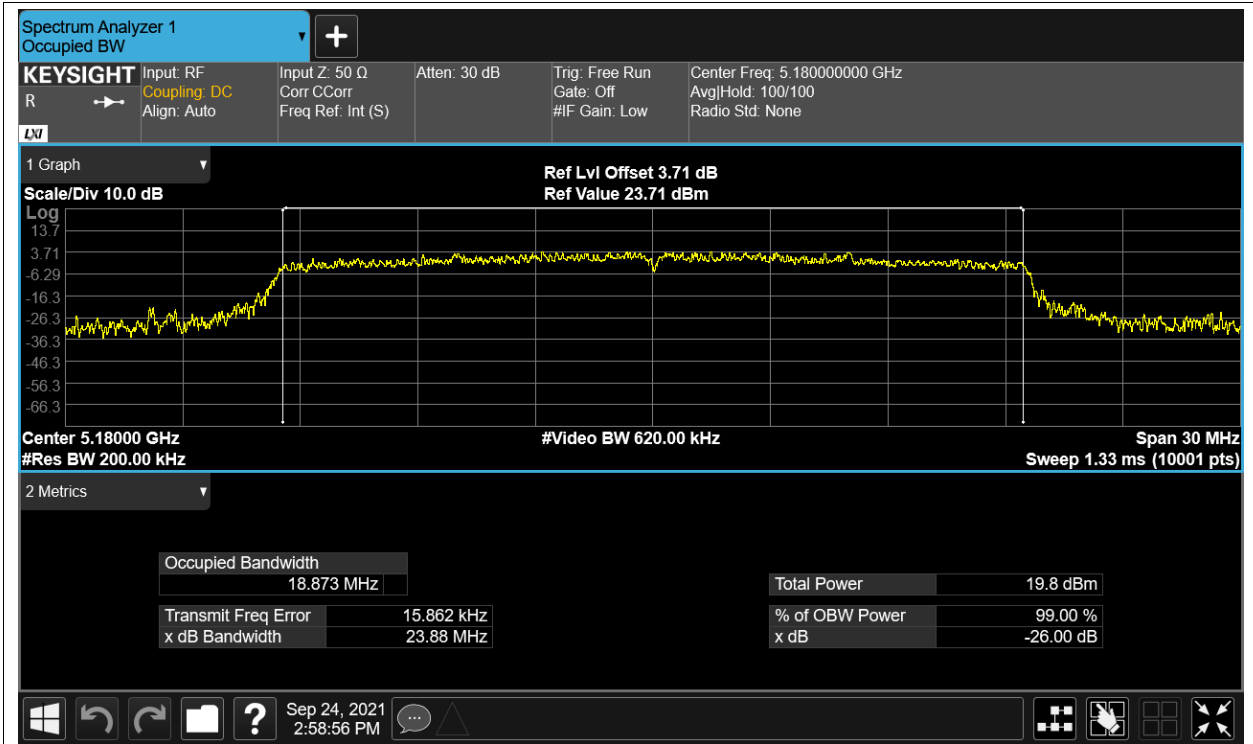 Spectrum Analyzer 1
Occupied BW
KEYSIGHT
R
LXI
Input: RF
Coupling: DC
Align: Auto
Input Z: 50 Ω
Corr CCorr
Freq Ref: Int (S)
Atten: 30 dB
Trig: Free Run
Gate: Off
#IF Gain: Low
Center Freq: 5.180000000 GHz
Avg|Hold: 100/100
Radio Std: None
1 Graph
Scale/Div 10.0 dB
Ref Lvl Offset 3.71 dB
Ref Value 23.71 dBm
Log
13.7
3.71
-6.29
-16.3
-26.3
-36.3
-46.3
-56.3
-66.3
Center 5.18000 GHz
#Res BW 200.00 kHz
#Video BW 620.00 kHz
Span 30 MHz
Sweep 1.33 ms (10001 pts)
2 Metrics
Occupied Bandwidth
18.873 MHz
Transmit Freq Error 15.862 kHz
x dB Bandwidth 23.88 MHz
Total Power 19.8 dBm
% of OBW Power 99.00 %
x dB -26.00 dB
?
Sep 24, 2021
2:58:56 PM